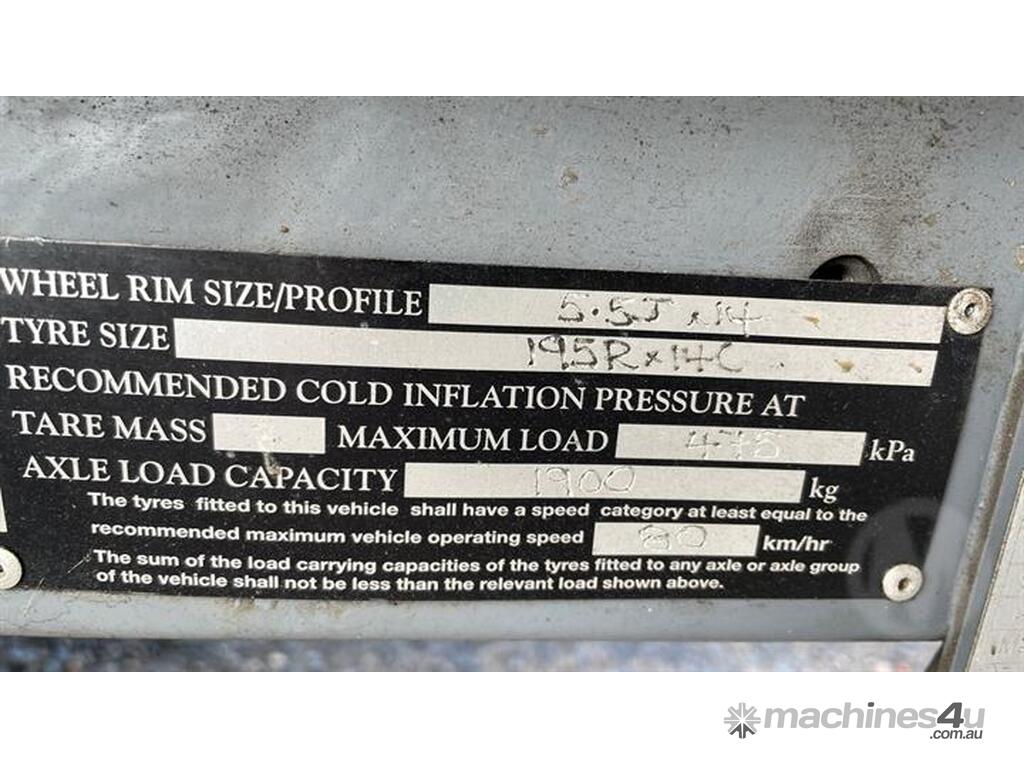 WHEEL RIM SIZE/PROFILE 5.5J x 14
TYRE SIZE 195R x 14C
RECOMMENDED COLD INFLATION PRESSURE AT
TARE MASS MAXIMUM LOAD 475 kPa
AXLE LOAD CAPACITY 1900 kg
The tyres fitted to this vehicle shall have a speed category at least equal to the
recommended maximum vehicle operating speed 80 km/hr
The sum of the load carrying capacities of the tyres fitted to any axle or axle group
of the vehicle shall not be less than the relevant load shown above.
machines4u
.com.au